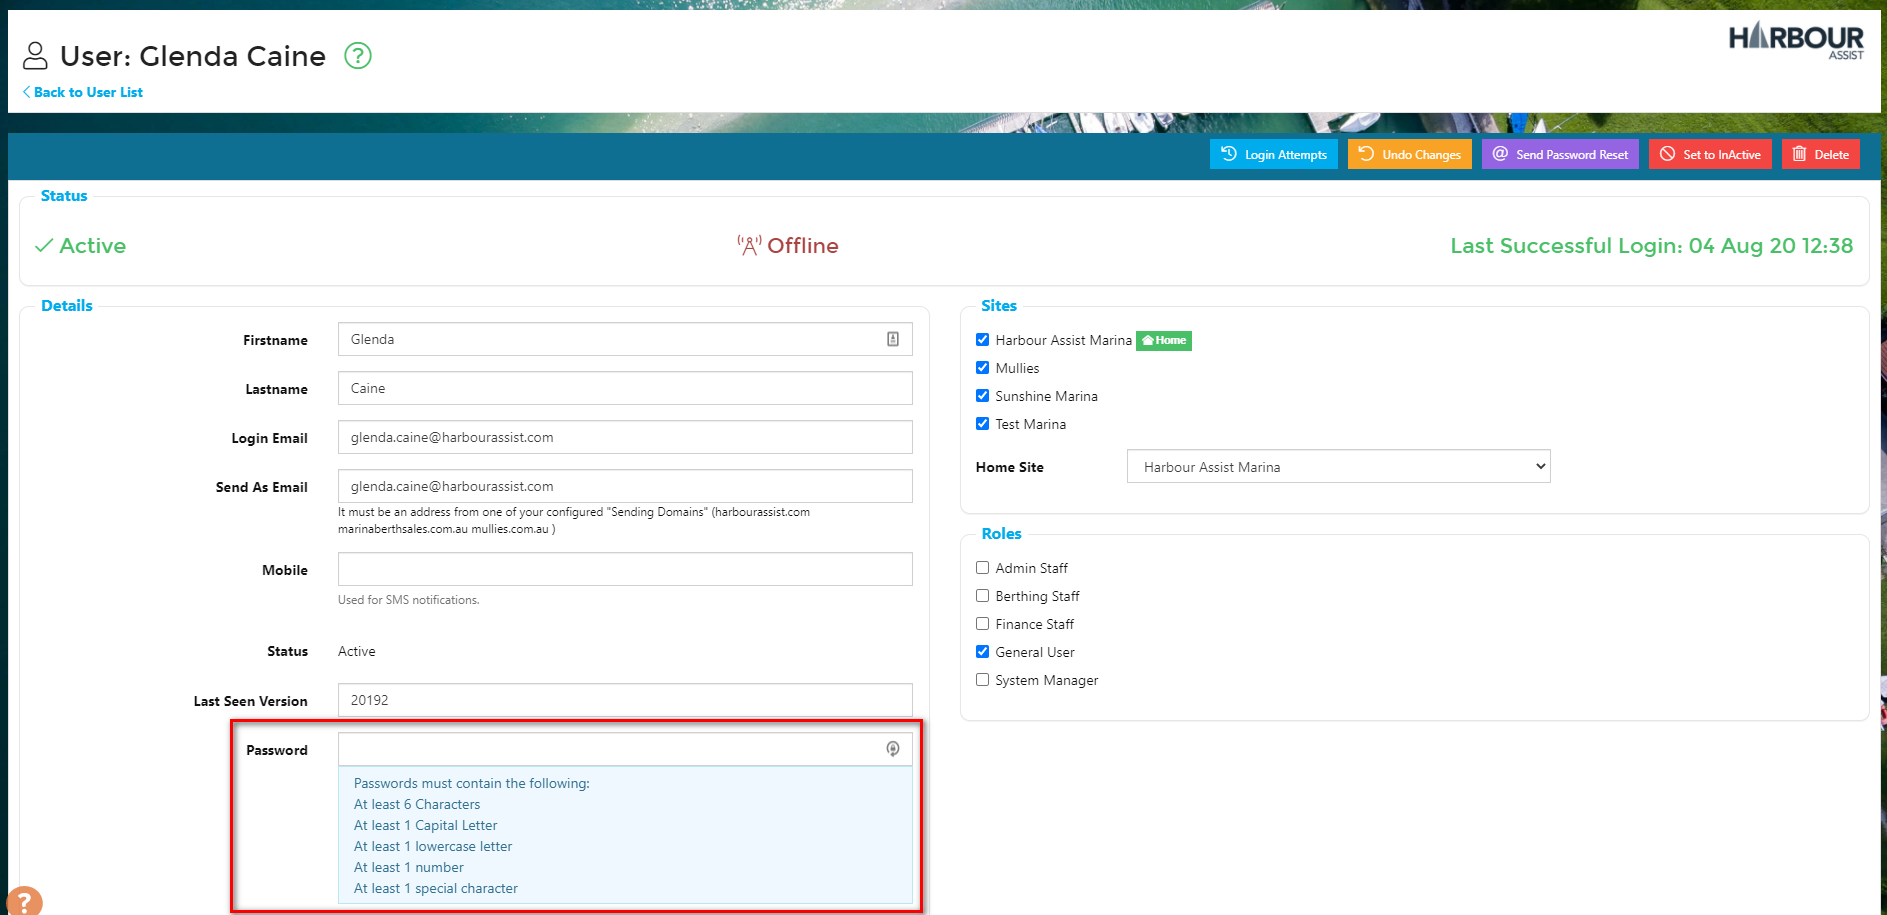 User: Glenda Caine ?
HARBOUR
ASSIST
Back to User List
Login Attempts
Undo Changes
@ Send Password Reset
Set to InActive
Delete
Status
Active
Offline
Last Successful Login: 04 Aug 20 12:38
Details
Firstname
Glenda
Lastname
Caine
Login Email
glenda.caine@harbourassist.com
Send As Email
glenda.caine@harbourassist.com
It must be an address from one of your configured "Sending Domains" (harbourassist.com
marinaberthsales.com.au mullies.com.au )
Mobile
Used for SMS notifications.
Status
Active
Last Seen Version
20192
Password
Passwords must contain the following:
At least 6 Characters
At least 1 Capital Letter
At least 1 lowercase letter
At least 1 number
At least 1 special character
?
Sites
Harbour Assist Marina Home
Mullies
Sunshine Marina
Test Marina
Home Site
Harbour Assist Marina
Roles
Admin Staff
Berthing Staff
Finance Staff
General User
System Manager